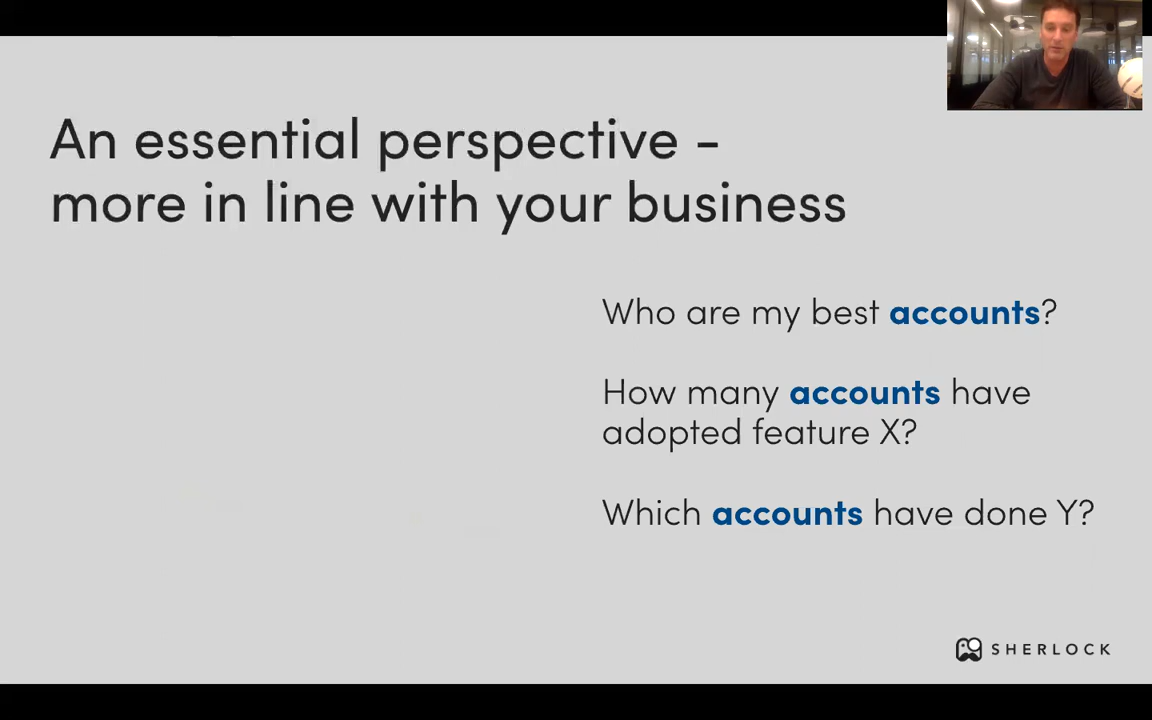 An essential perspective -
more in line with your business
Who are my best accounts?
How many accounts have
adopted feature X?
Which accounts have done Y?
SHERLOCK